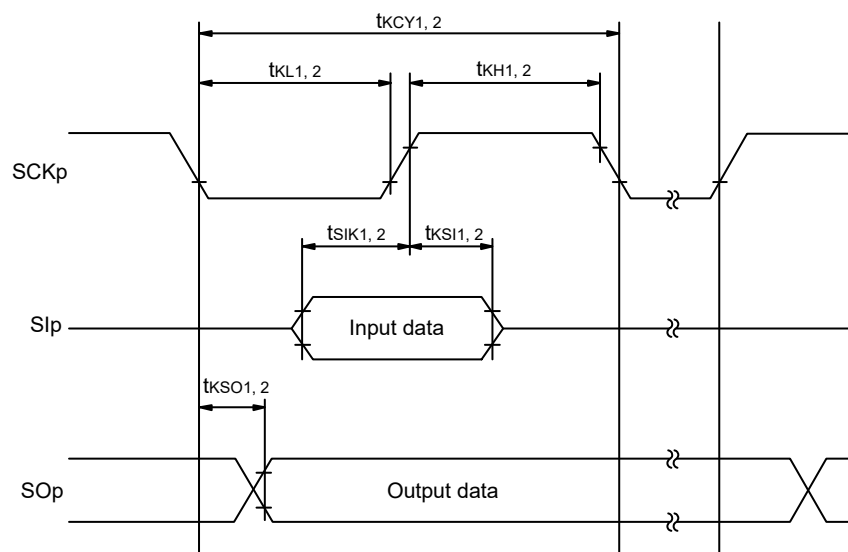 tKCY1, 2
tKL1, 2
tKH1, 2
SCKp
tSIK1, 2
tKSI1, 2
SIp
Input data
tKSO1, 2
SOp
Output data